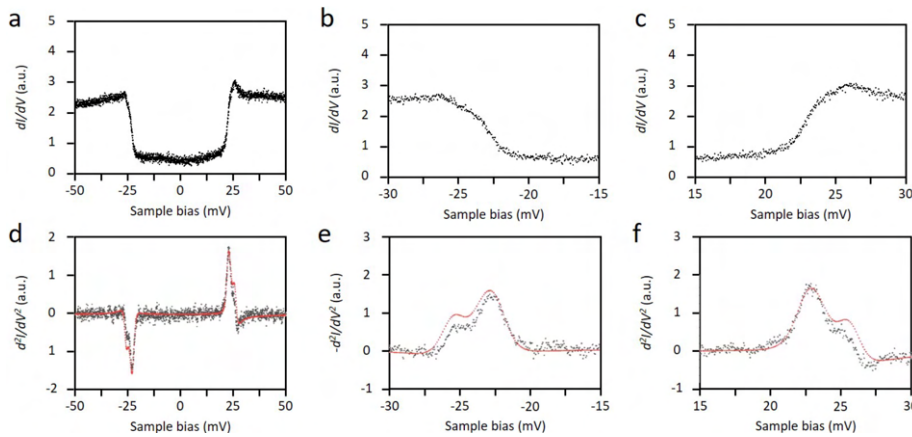 a
dI/dV (a.u.)
5
4
3
2
1
0
-50 -25 0 25 50
Sample bias (mV)
b
dI/dV (a.u.)
5
4
3
2
1
0
-30 -25 -20 -15
Sample bias (mV)
c
dI/dV (a.u.)
5
4
3
2
1
0
15 20 25 30
Sample bias (mV)
d
d²I/dV² (a.u.)
2
1
0
1
-2
-50 -25 0 25 50
Sample bias (mV)
e
-d²I/dV² (a.u.)
3
2
1
0
-1
-30 -25 -20 -15
Sample bias (mV)
f
d²I/dV² (a.u.)
3
2
1
0
1
15 20 25 30
Sample bias (mV)